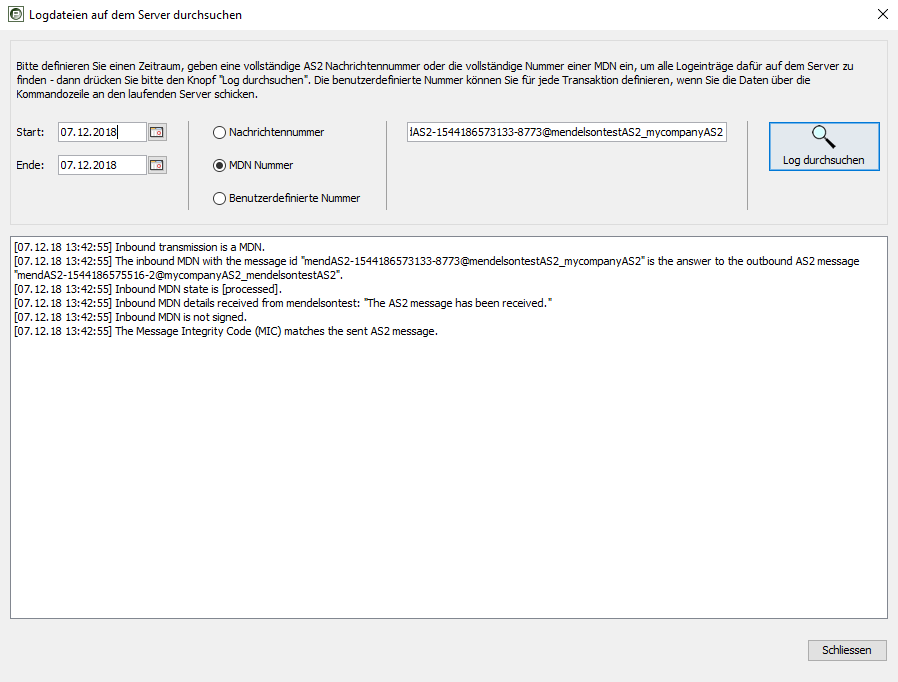 Logdateien auf dem Server durchsuchen
Bitte definieren Sie einen Zeitraum, geben eine vollständige AS2 Nachrichtennummer oder die vollständige Nummer einer MDN ein, um alle Logeinträge dafür auf dem Server zu
finden - dann drücken Sie bitte den Knopf "Log durchsuchen". Die benutzerdefinierte Nummer können Sie für jede Transaktion definieren, wenn Sie die Daten über die
Kommandozeile an den laufenden Server schicken.
Start: 07.12.2018
Nachrichtennummer
dAS2-1544186573133-8773@mendelsontestAS2_mycompanyAS2
Log durchsuchen
Ende: 07.12.2018
MDN Nummer
Benutzerdefinierte Nummer
[07.12.18 13:42:55] Inbound transmission is a MDN.
[07.12.18 13:42:55] The inbound MDN with the message id "mendAS2-1544186573133-8773@mendelsontestAS2_mycompanyAS2" is the answer to the outbound AS2 message
"mendAS2-1544186575516-2@mycompanyAS2_mendelsontestAS2".
[07.12.18 13:42:55] Inbound MDN state is [processed].
[07.12.18 13:42:55] Inbound MDN details received from mendelsontest: "The AS2 message has been received."
[07.12.18 13:42:55] Inbound MDN is not signed.
[07.12.18 13:42:55] The Message Integrity Code (MIC) matches the sent AS2 message.
Schliessen